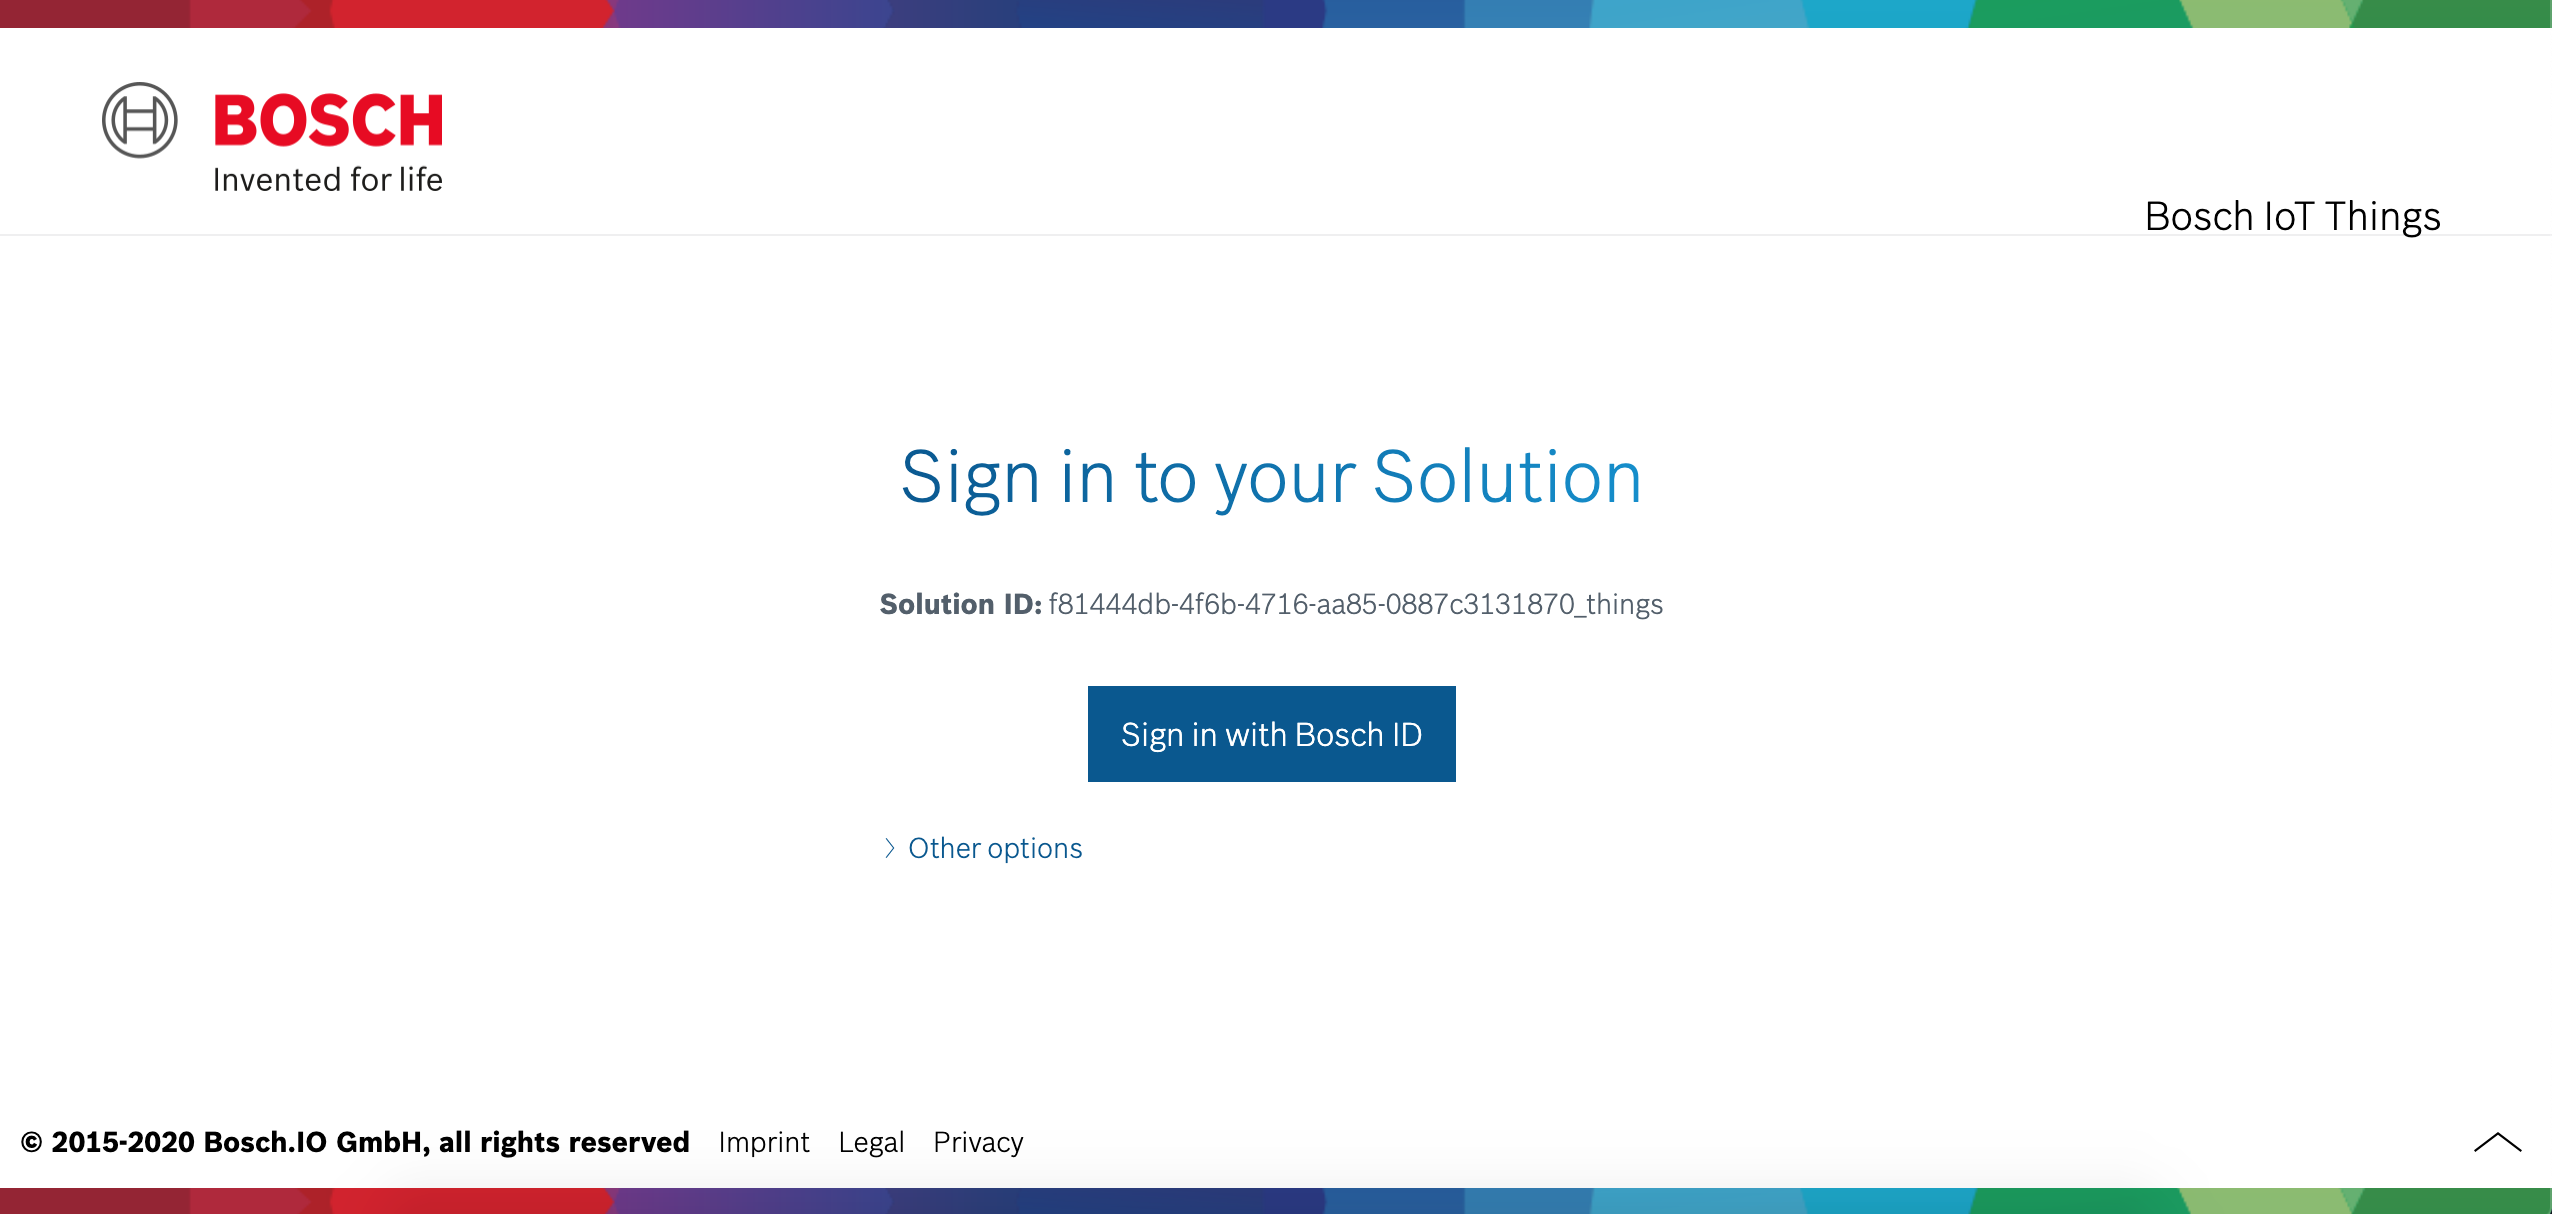 BOSCH
Invented for life
Bosch IoT Things
Sign in to your Solution
Solution ID: f81444db-4f6b-4716-aa85-0887c3131870_things
Sign in with Bosch ID
Other options
© 2015-2020 Bosch.IO GmbH, all rights reserved Imprint Legal Privacy